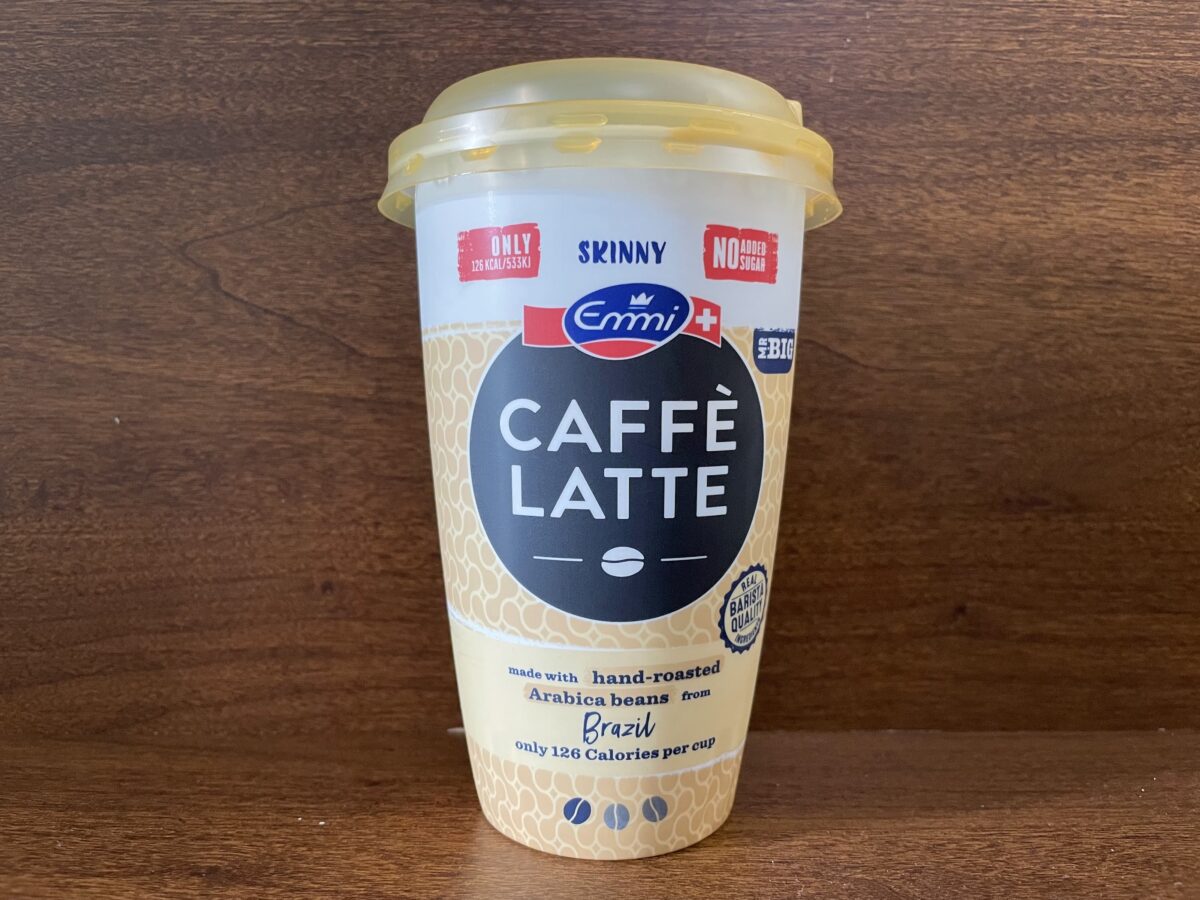 ONLY
126 KCAL/533KJ
SKINNY
NO ADDED
SUGAR
Emmi
MR BIG
CAFFÈ
LATTE
REAL
BARISTA
QUALITY
made with hand-roasted
Arabica beans from
Brazil
only 126 Calories per cup